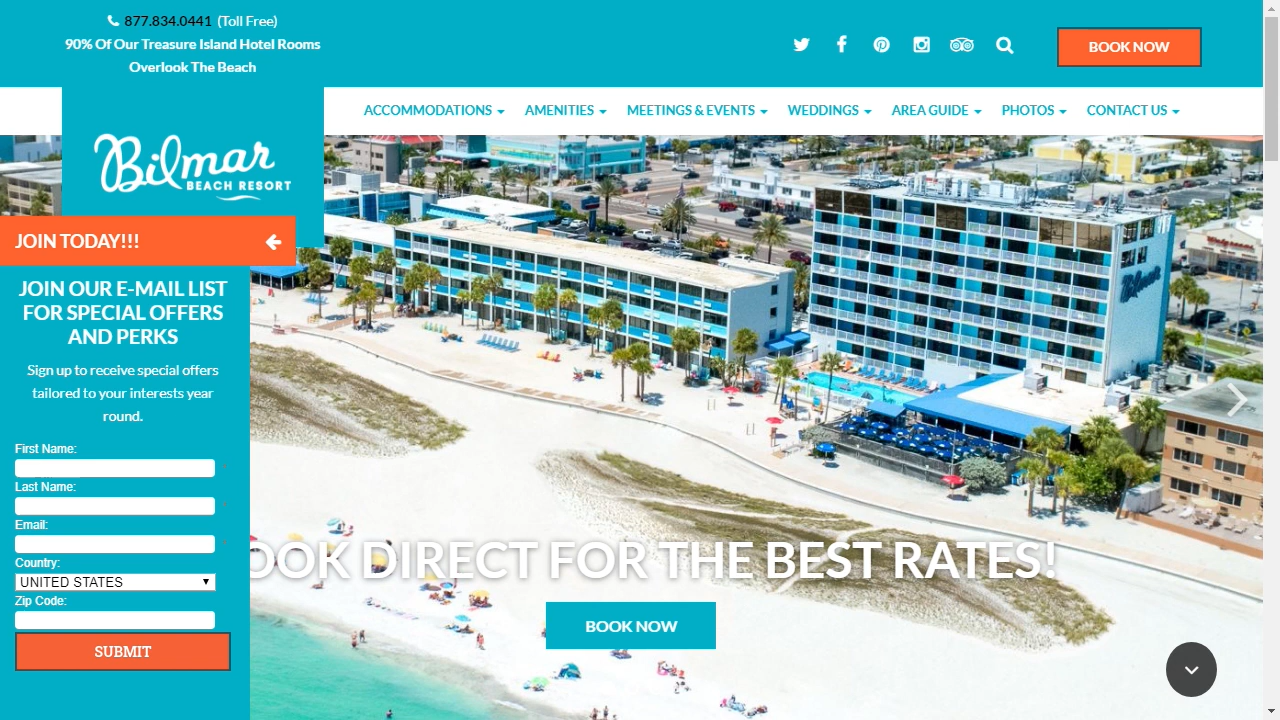 877.834.0441 (Toll Free)
90% Of Our Treasure Island Hotel Rooms
Overlook The Beach
BOOK NOW
ACCOMMODATIONS
AMENITIES
MEETINGS & EVENTS
WEDDINGS
AREA GUIDE
PHOTOS
CONTACT US
Bilmar
BEACH RESORT
JOIN TODAY!!!
JOIN OUR E-MAIL LIST
FOR SPECIAL OFFERS
AND PERKS
Sign up to receive special offers
tailored to your interests year
round.
First Name:
Last Name:
Email:
Country:
UNITED STATES
Zip Code:
SUBMIT
OOK DIRECT FOR THE BEST RATES!
BOOK NOW
Bilmar